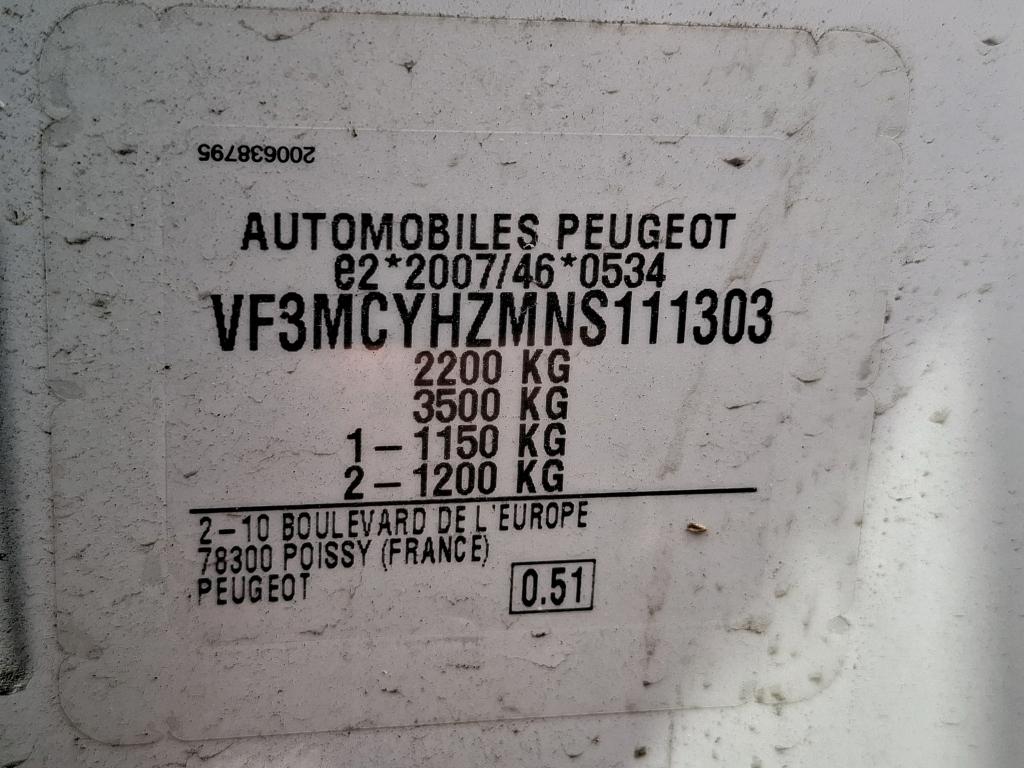 200638795
AUTOMOBILES PEUGEOT
e2*2007/46*0534
VF3MCYHZMNS111303
2200 KG
3500 KG
1-1150 KG
2-1200 KG
2-10 BOULEVARD DE L'EUROPE
78300 POISSY (FRANCE)
PEUGEOT
0.51